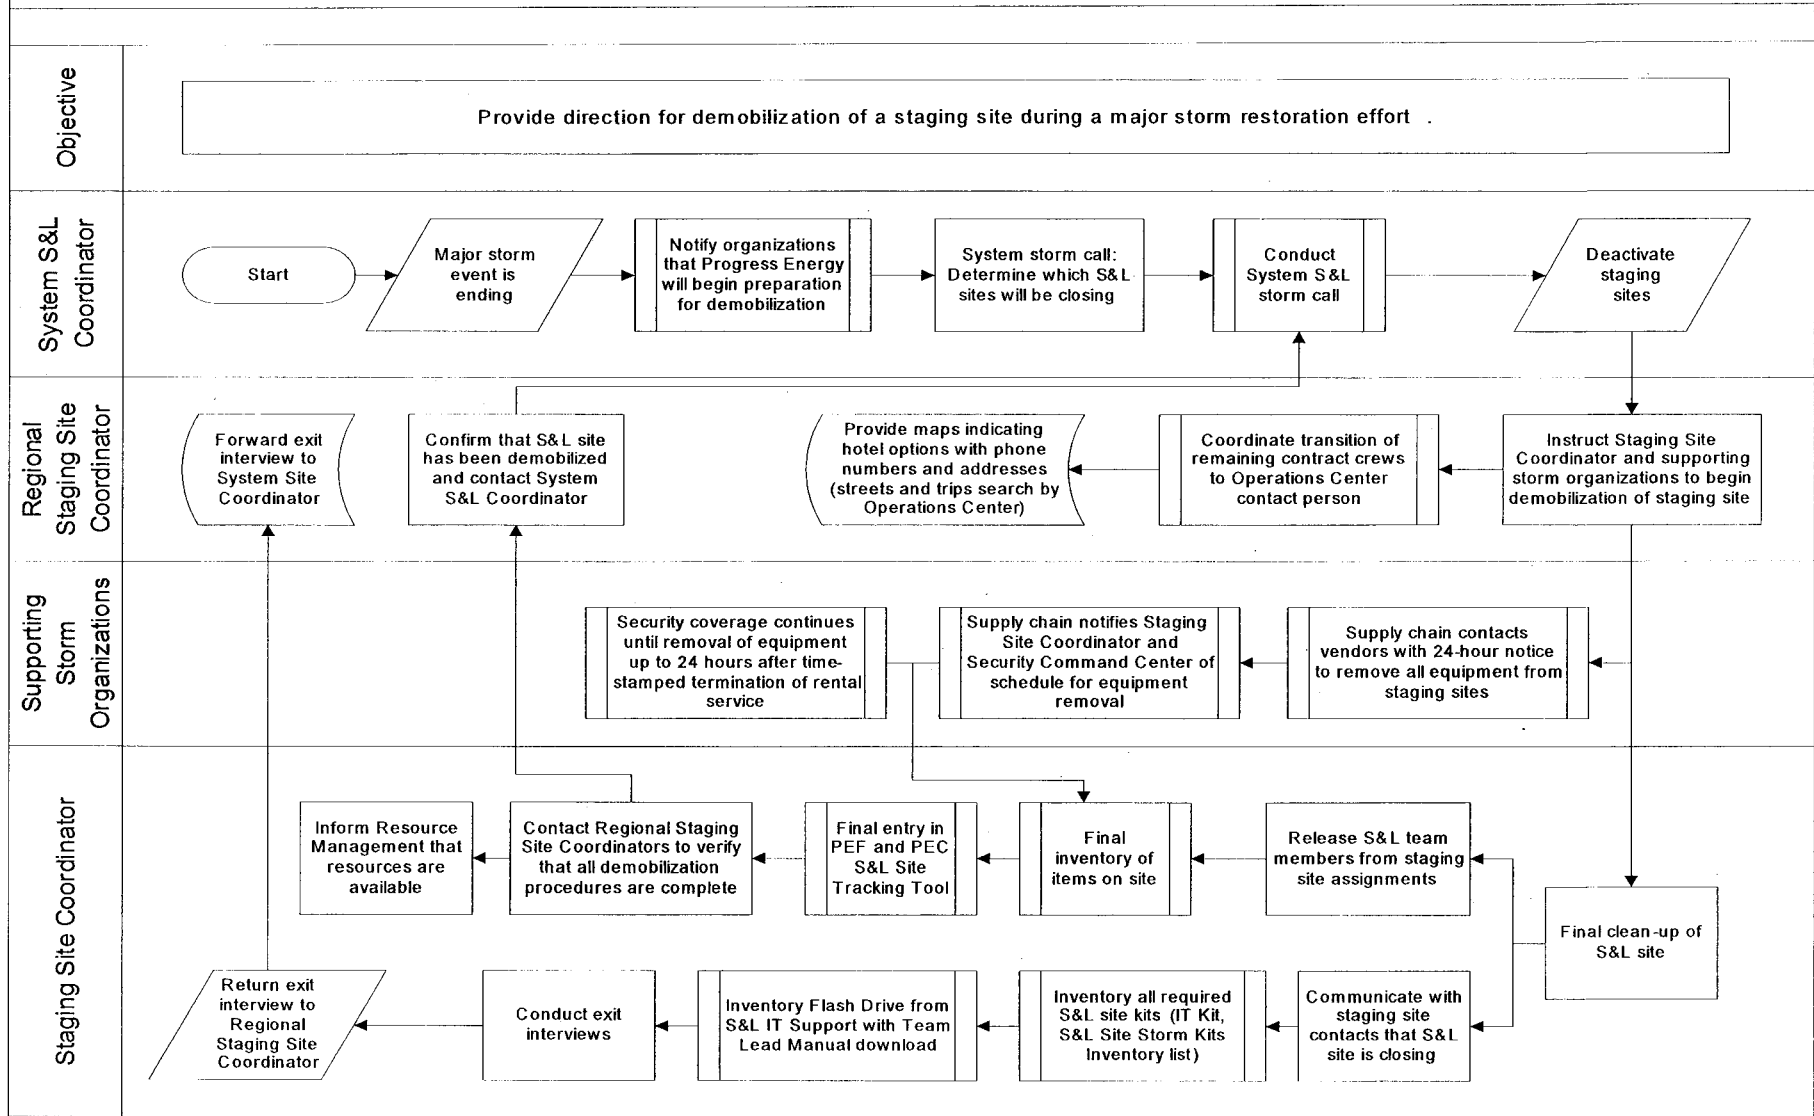 Objective
Provide direction for demobilization of a staging site during a major storm restoration effort .
System S&L
Coordinator
Start
Major storm
event is
ending
Notify organizations
that Progress Energy
will begin preparation
for demobilization
System storm call:
Determine which S&L
sites will be closing
Conduct
System S&L
storm call
Deactivate
staging
sites
Regional
Staging Site
Coordinator
Forward exit
interview to
System Site
Coordinator
Confirm that S&L site
has been demobilized
and contact System
S&L Coordinator
Provide maps indicating
hotel options with phone
numbers and addresses
(streets and trips search by
Operations Center)
Coordinate transition of
remaining contract crews
to Operations Center
contact person
Instruct Staging Site
Coordinator and supporting
storm organizations to begin
demobilization of staging site
Supporting
Storm
Organizations
Security coverage continues
until removal of equipment
up to 24 hours after time-
stamped termination of rental
service
Supply chain notifies Staging
Site Coordinator and
Security Command Center of
schedule for equipment
removal
Supply chain contacts
vendors with 24-hour notice
to remove all equipment from
staging sites
Staging Site Coordinator
Inform Resource
Management that
resources are
available
Contact Regional Staging
Site Coordinators to verify
that all demobilization
procedures are complete
Final entry in
PEF and PEC
S&L Site
Tracking Tool
Final
inventory of
items on site
Release S&L team
members from staging
site assignments
Final clean-up of
S&L site
Return exit
interview to
Regional
Staging Site
Coordinator
Conduct exit
interviews
Inventory Flash Drive from
S&L IT Support with Team
Lead Manual download
Inventory all required
S&L site kits (IT Kit,
S&L Site Storm Kits
Inventory list)
Communicate with
staging site
contacts that S&L
site is closing